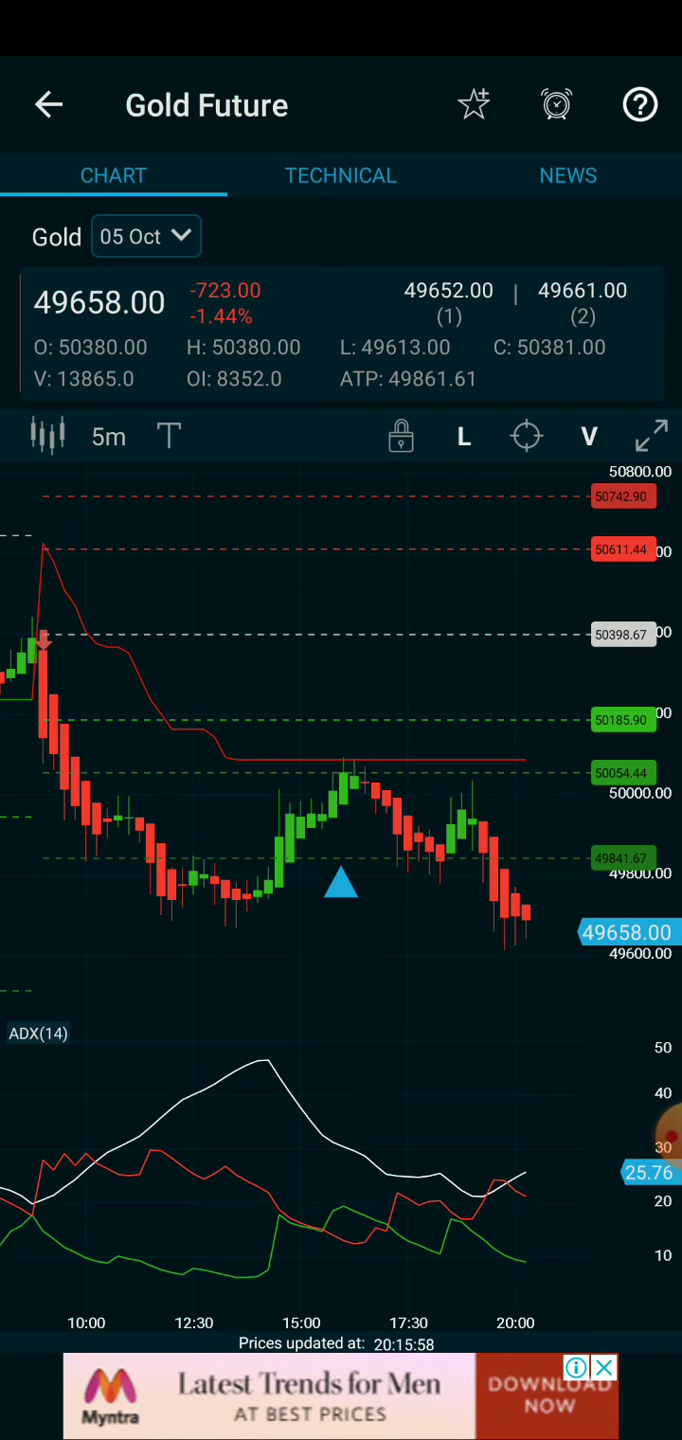 Gold Future
CHART TECHNICAL NEWS
Gold 05 Oct
49658.00 -723.00 49652.00 | 49661.00
-1.44% (1) (2)
O: 50380.00 H: 50380.00 L: 49613.00 C: 50381.00
V: 13865.0 OI: 8352.0 ATP: 49861.61
5m T L V
50800.00
50742.90
50611.44 00
50398.67 00
50185.90 00
50054.44
50000.00
49841.67
49800.00
49658.00
49600.00
ADX(14)
50
40
30
25.76
20
10
10:00 12:30 15:00 17:30 20:00
Prices updated at: 20:15:58
Latest Trends for Men
AT BEST PRICES
Myntra
DOWNLOAD
NOW